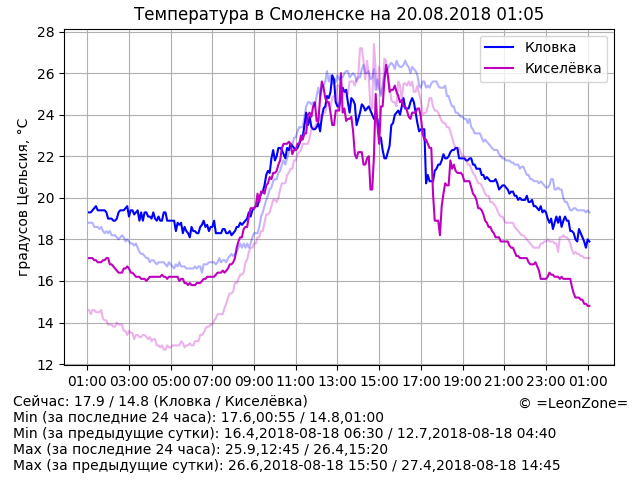 Температура в Смоленске на 20.08.2018 01:05
градусов Цельсия, °C
28
26
24
22
20
18
16
14
12
Кловка
Киселёвка
01:00 03:00 05:00 07:00 09:00 11:00 13:00 15:00 17:00 19:00 21:00 23:00 01:00
Сейчас: 17.9 / 14.8 (Кловка / Киселёвка)
© =LeonZone=
Min (за последние 24 часа): 17.6,00:55 / 14.8,01:00
Min (за предыдущие сутки): 16.4,2018-08-18 06:30 / 12.7,2018-08-18 04:40
Max (за последние 24 часа): 25.9,12:45 / 26.4,15:20
Max (за предыдущие сутки): 26.6,2018-08-18 15:50 / 27.4,2018-08-18 14:45